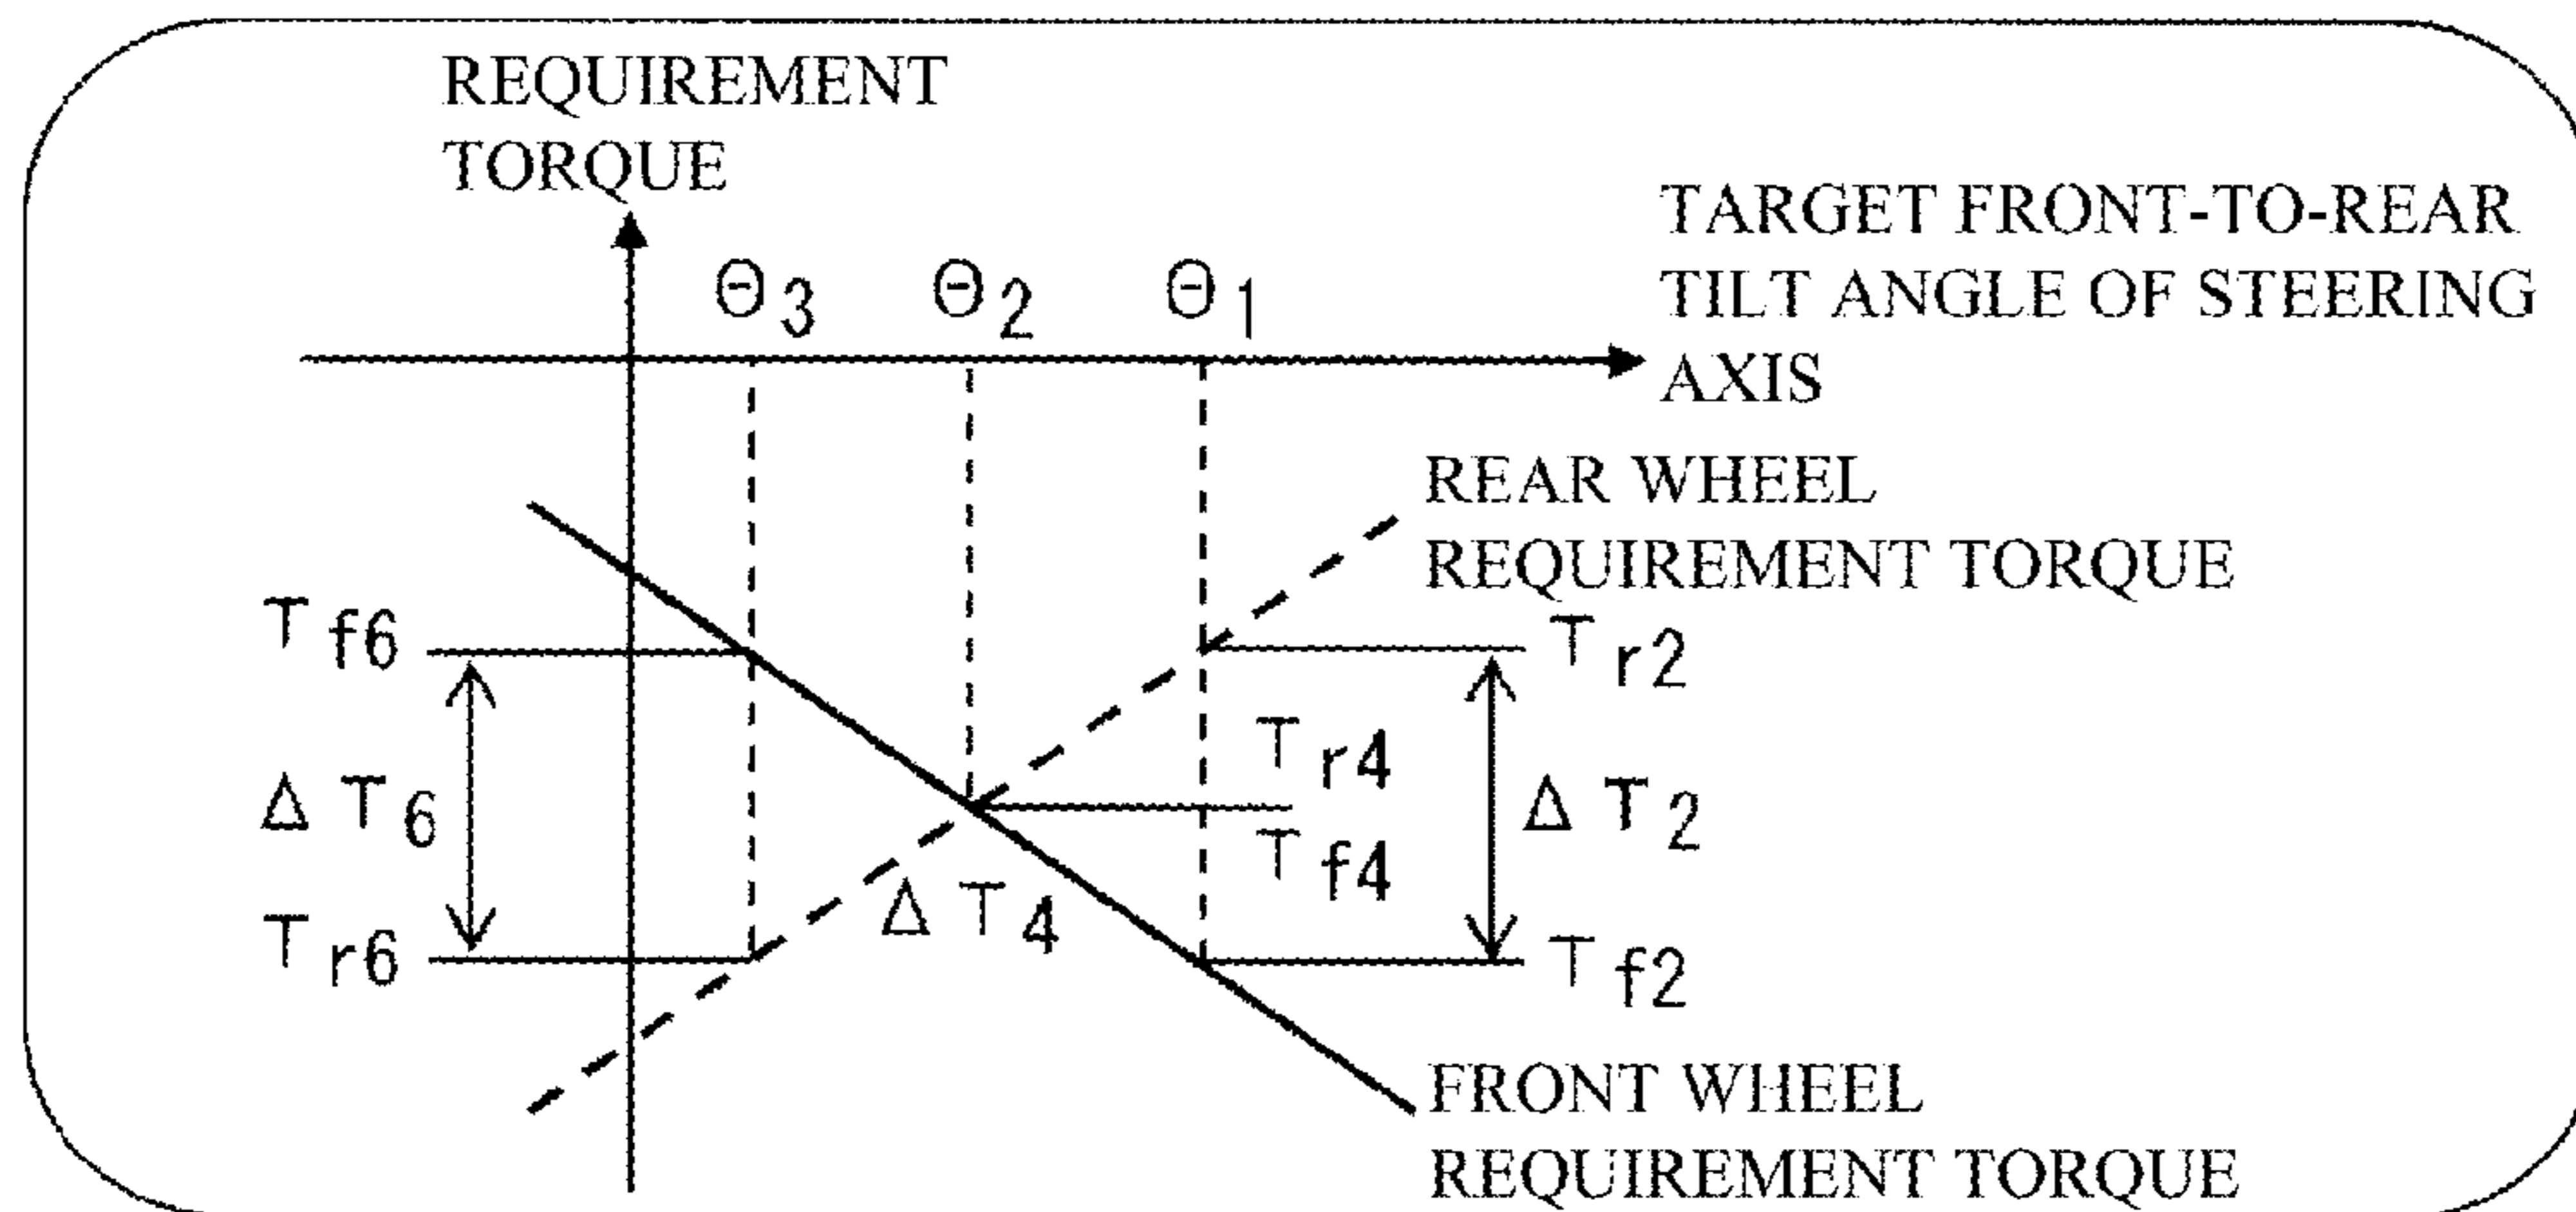 REQUIREMENT
TORQUE
TARGET FRONT-TO-REAR
TILT ANGLE OF STEERING
AXIS
Θ3 Θ2 Θ1
REAR WHEEL
REQUIREMENT TORQUE
Tf6
Tr2
Tr4
ΔT6
ΔT2
Tf4
ΔT4
Tr6
Tf2
FRONT WHEEL
REQUIREMENT TORQUE